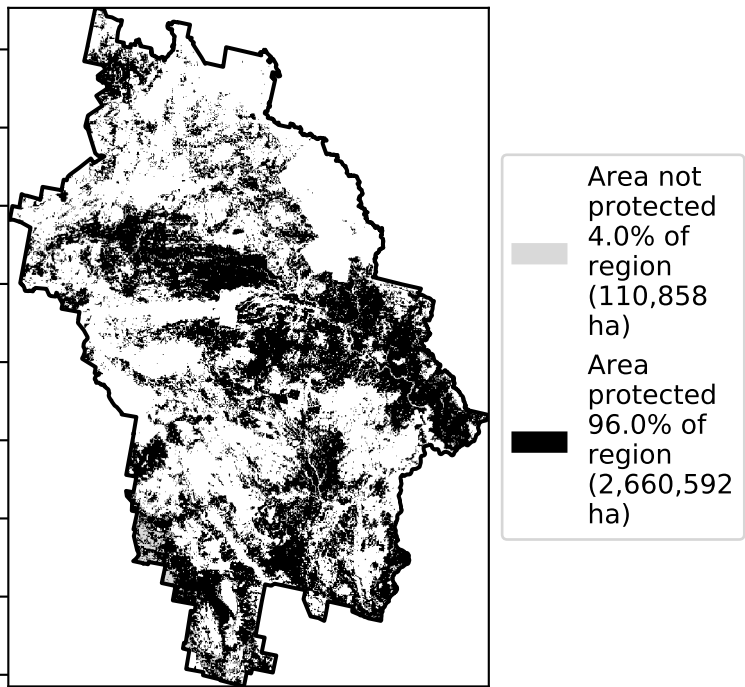 Area not
protected
4.0% of
region
(110,858
ha)
Area
protected
96.0% of
region
(2,660,592
ha)